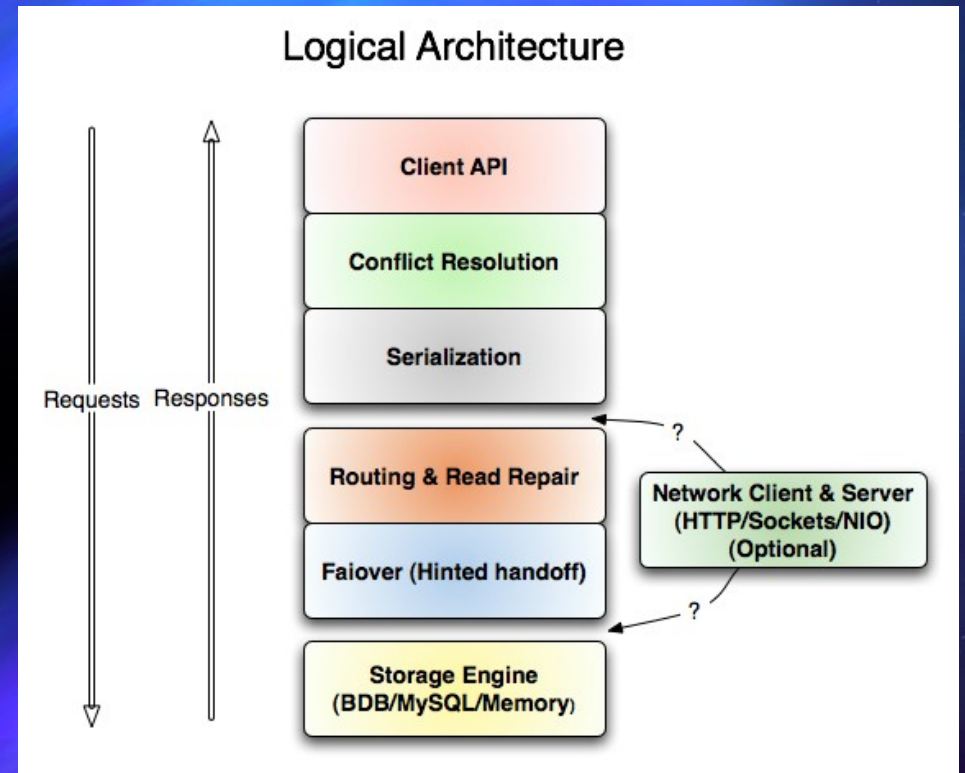 Logical Architecture
Client API
Conflict Resolution
Serialization
Requests
Responses
?
Routing & Read Repair
Network Client & Server
(HTTP/Sockets/NIO)
(Optional)
Faiover (Hinted handoff)
?
Storage Engine
(BDB/MySQL/Memory)